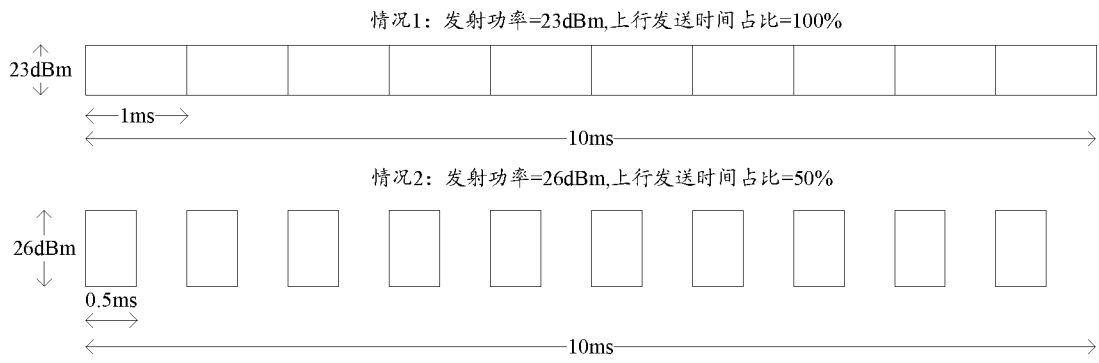 情况1：发射功率=23dBm,上行发送时间占比=100%
23dBm
1ms
10ms
情况2：发射功率=26dBm,上行发送时间占比=50%
26dBm
0.5ms
10ms